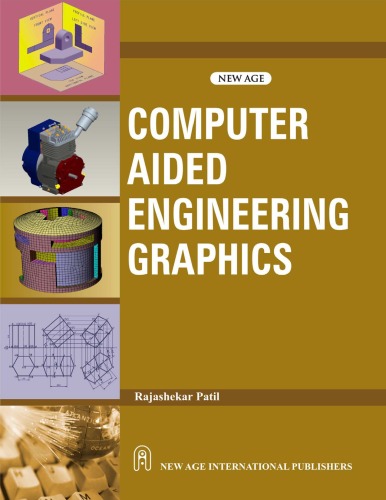 NEW AGE
COMPUTER
AIDED
ENGINEERING
GRAPHICS
Rajashekar Patil
NEW AGE INTERNATIONAL PUBLISHERS